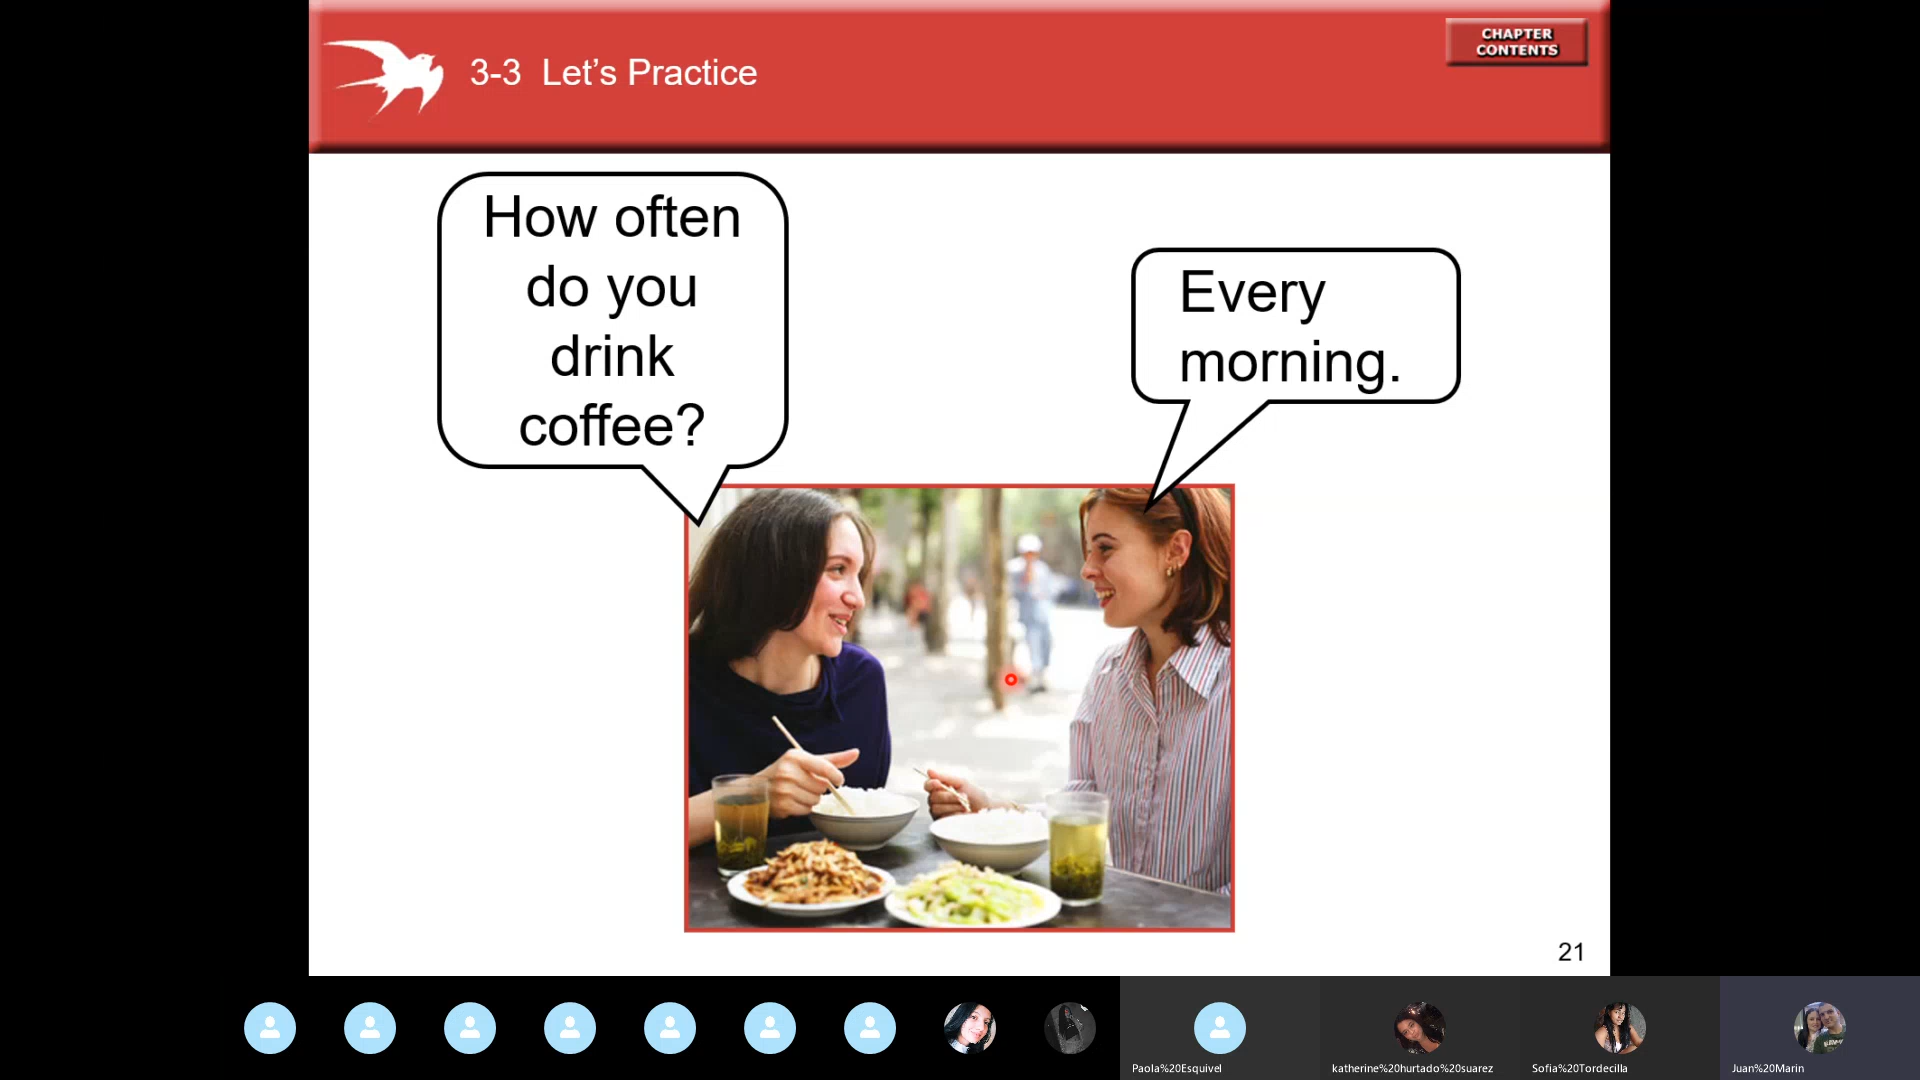 3-3 Let's Practice
CHAPTER
CONTENTS
How often
do you
drink
coffee?
Every
morning.
21
Paola%20Esquivel
katherine%20hurtado%20suarez
Sofia%20Tordecilla
Juan%20Marin